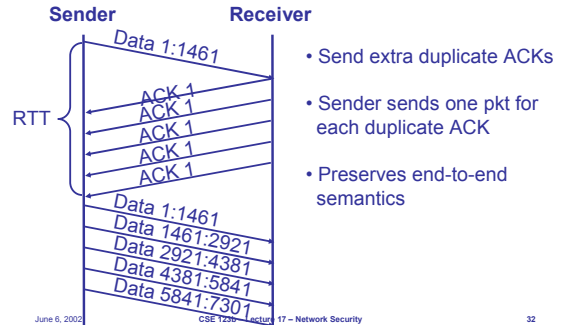 Sender
Receiver
Data 1:1461
ACK 1
ACK 1
ACK 1
ACK 1
ACK 1
RTT
Data 1:1461
Data 1461:2921
Data 2921:4381
Data 4381:5841
Data 5841:7301
• Send extra duplicate ACKs
• Sender sends one pkt for
each duplicate ACK
• Preserves end-to-end
semantics
June 6, 2002
CSE 123b – Lecture 17 – Network Security
32